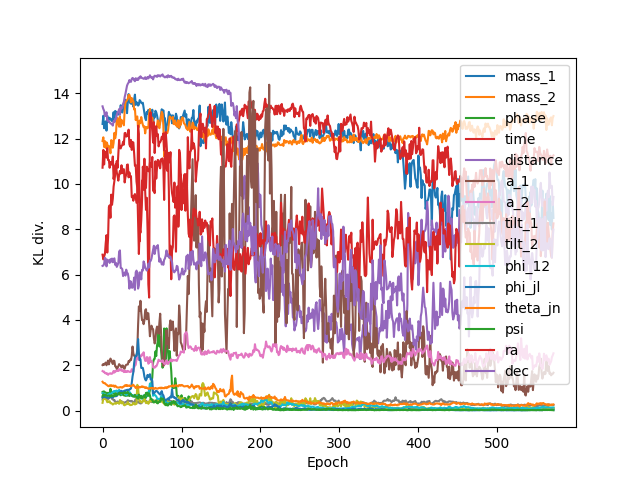 14
12
10
8
6
4
2
0
KL div.
0
100
200
300
400
500
Epoch
mass_1
mass_2
phase
time
distance
a_1
a_2
tilt_1
tilt_2
phi_12
phi_jl
theta_jn
psi
ra
dec